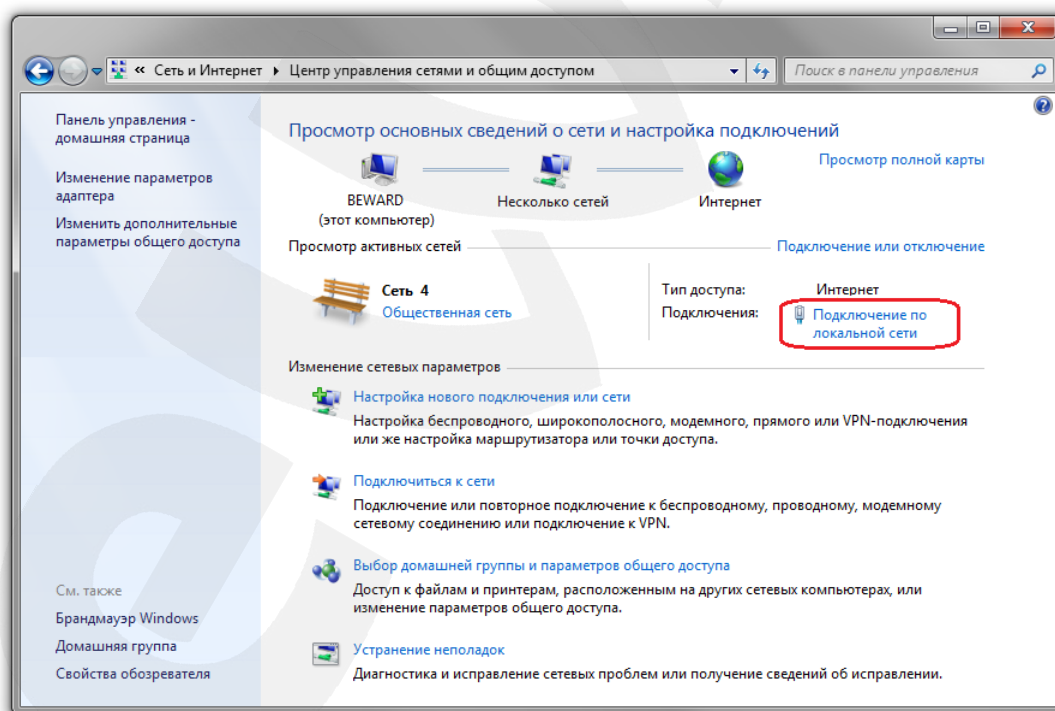 « Сеть и Интернет ▸ Центр управления сетями и общим доступом
Поиск в панели управления
Панель управления -
домашняя страница
Изменение параметров
адаптера
Изменить дополнительные
параметры общего доступа
См. также
Брандмауэр Windows
Домашняя группа
Свойства обозревателя
Просмотр основных сведений о сети и настройка подключений
BEWARD
(этот компьютер)
Несколько сетей
Интернет
Просмотр полной карты
Просмотр активных сетей
Подключение или отключение
Сеть 4
Общественная сеть
Тип доступа: Интернет
Подключения: Подключение по
локальной сети
Изменение сетевых параметров
Настройка нового подключения или сети
Настройка беспроводного, широкополосного, модемного, прямого или VPN-подключения
или же настройка маршрутизатора или точки доступа.
Подключиться к сети
Подключение или повторное подключение к беспроводному, проводному, модемному
сетевому соединению или подключение к VPN.
Выбор домашней группы и параметров общего доступа
Доступ к файлам и принтерам, расположенным на других сетевых компьютерах, или
изменение параметров общего доступа.
Устранение неполадок
Диагностика и исправление сетевых проблем или получение сведений об исправлении.